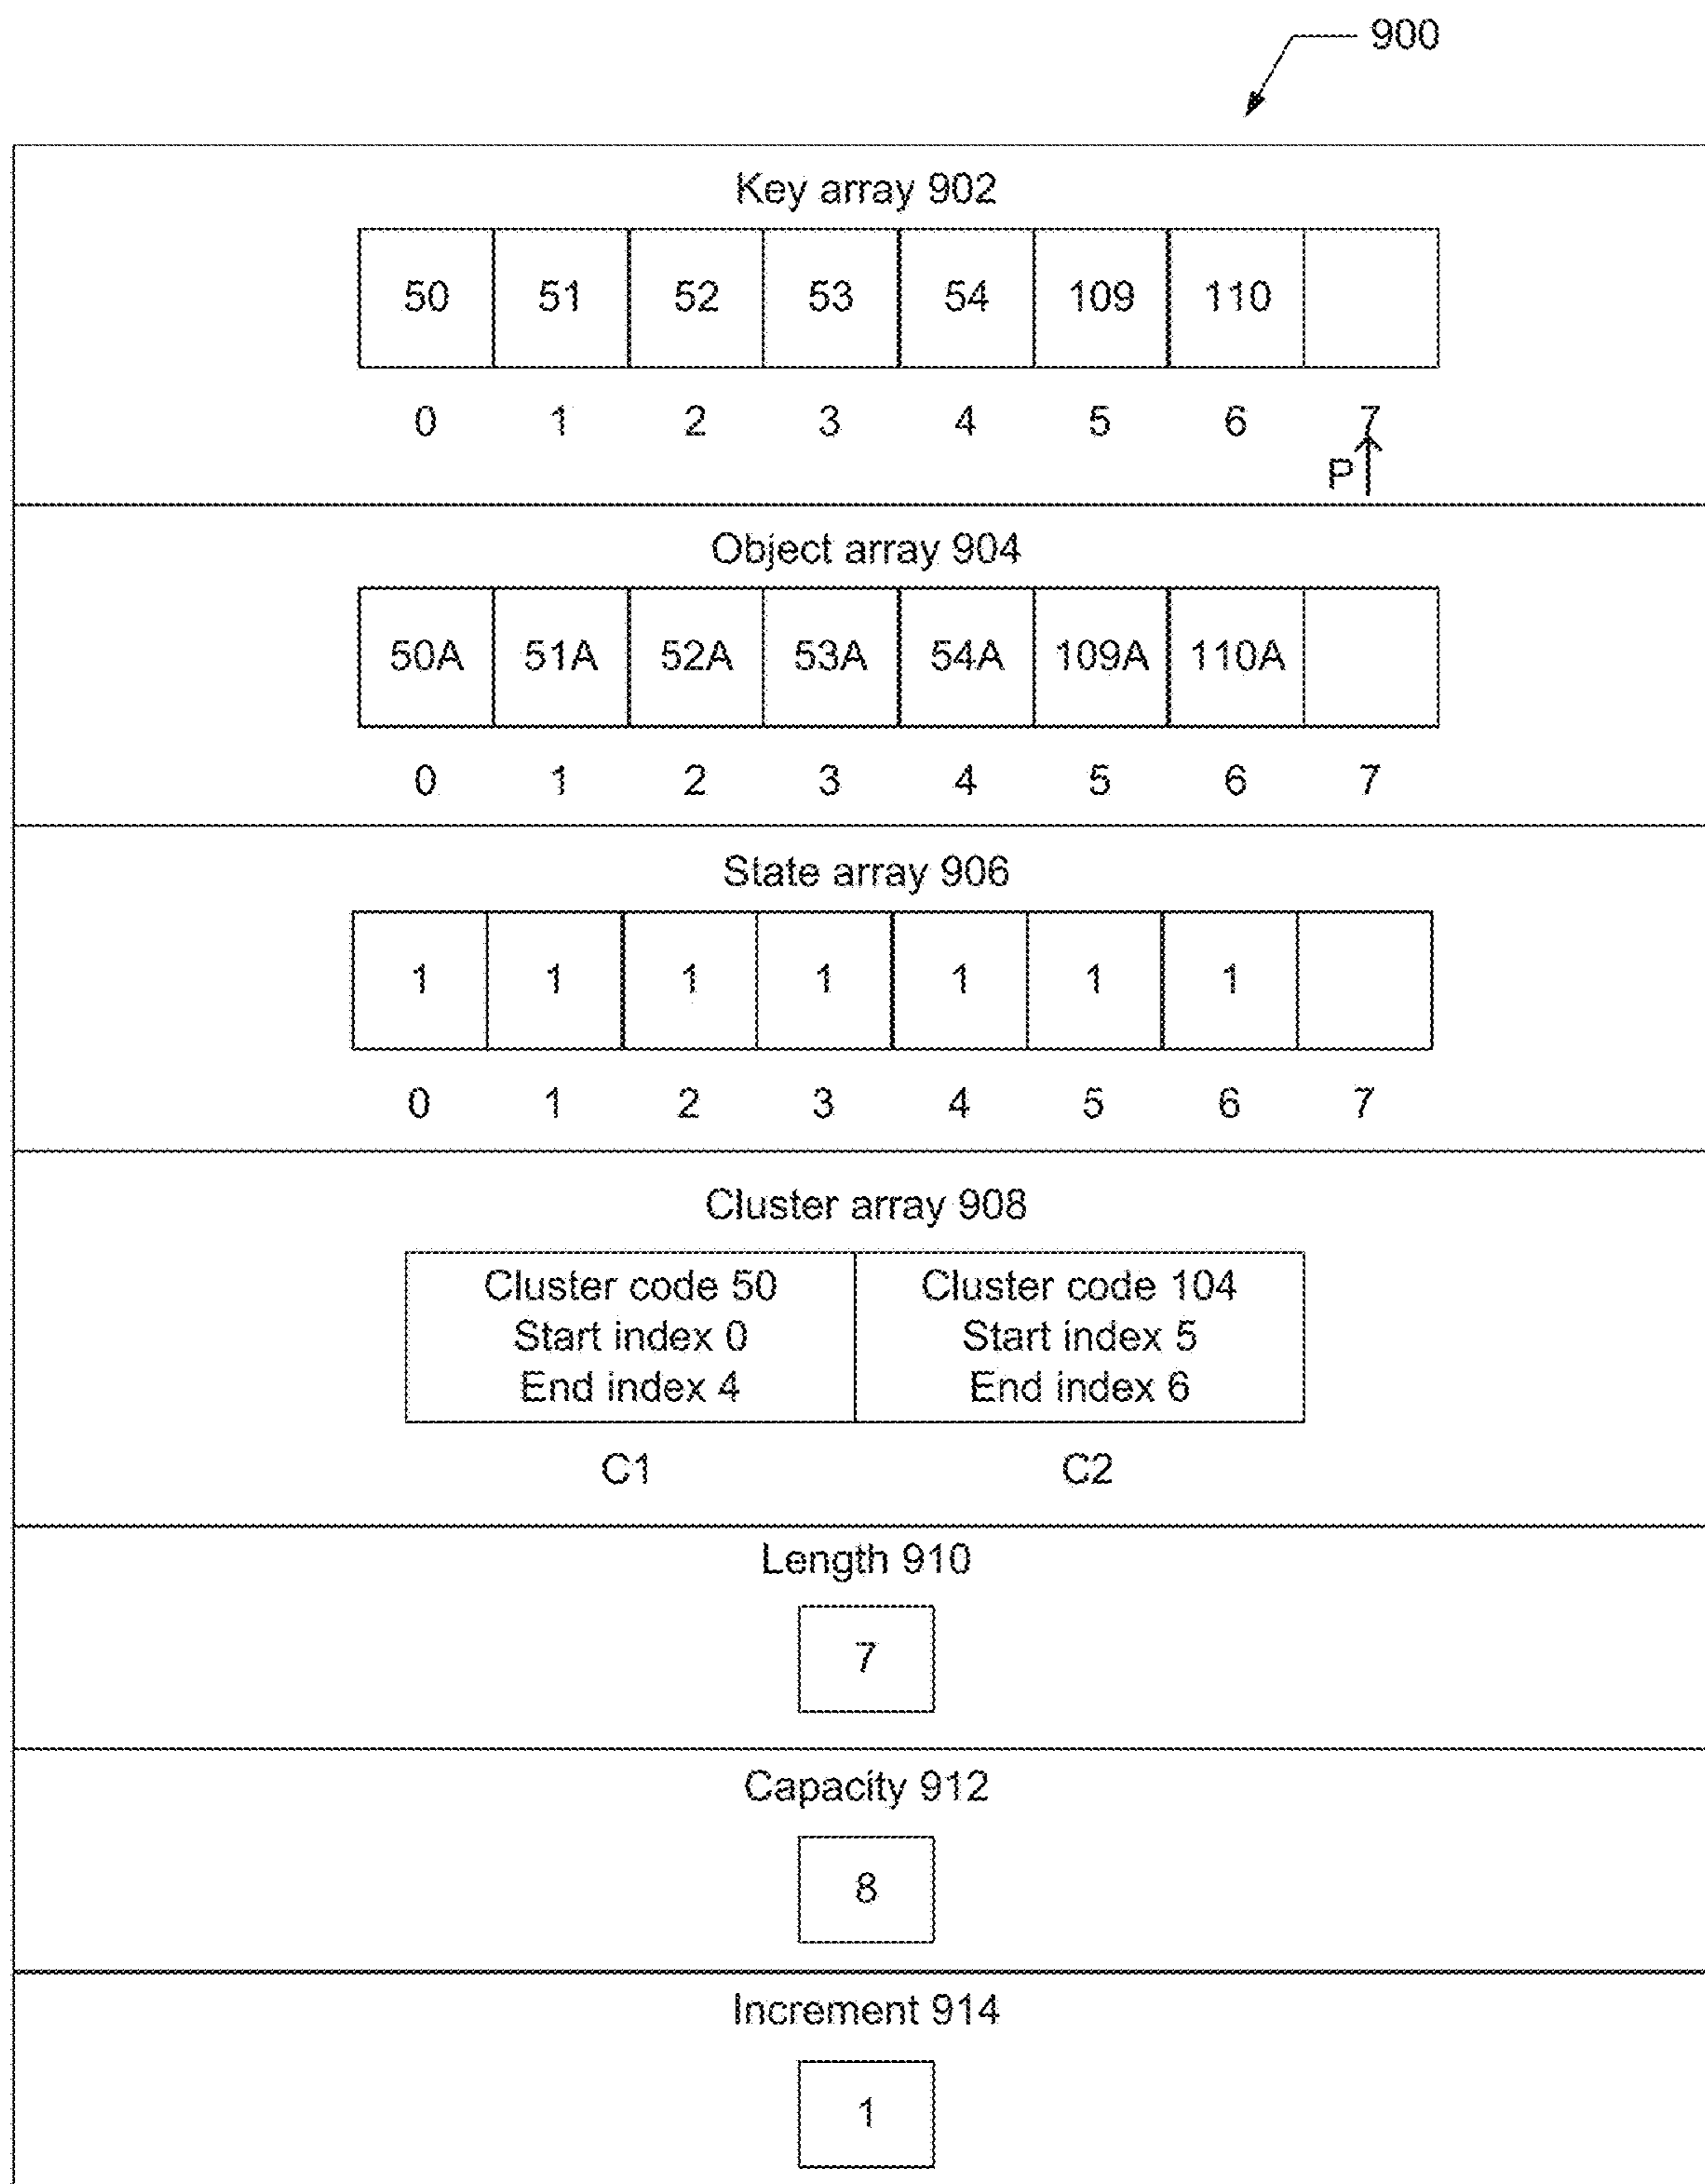 900
Key array 902
50 51 52 53 54 109 110
0 1 2 3 4 5 6 7
P
Object array 904
50A 51A 52A 53A 54A 109A 110A
0 1 2 3 4 5 6 7
State array 906
1 1 1 1 1 1 1
0 1 2 3 4 5 6 7
Cluster array 908
Cluster code 50 Cluster code 104
Start index 0 Start index 5
End index 4 End index 6
C1 C2
Length 910
7
Capacity 912
8
Increment 914
1